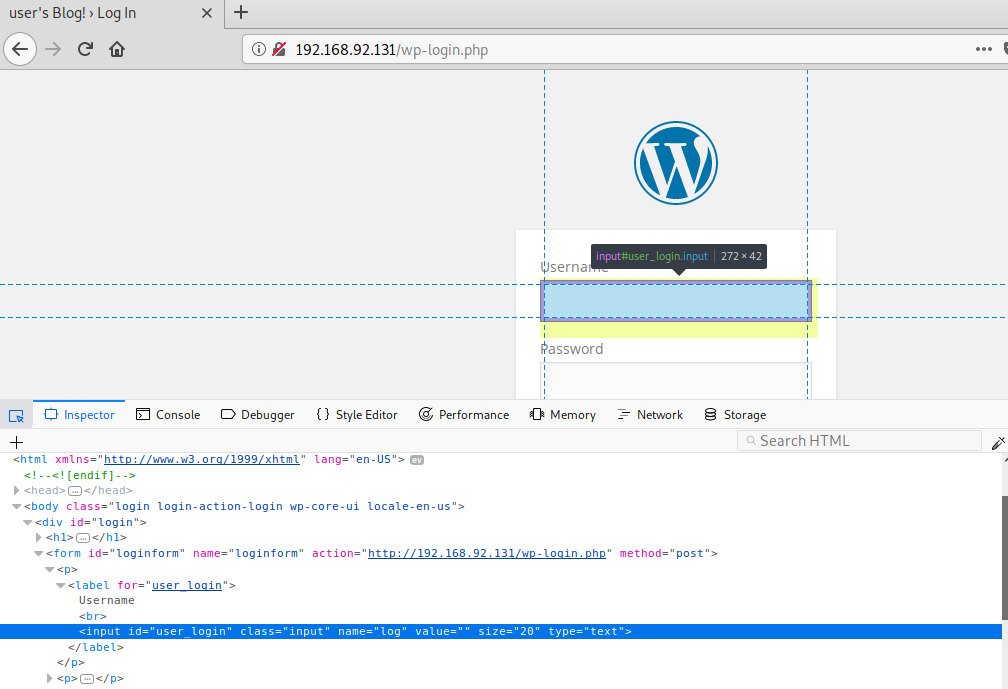 user's Blog! › Log In
192.168.92.131/wp-login.php
input#user_login.input 272 × 42
Username
Password
Inspector Console Debugger {} Style Editor Performance Memory Network Storage
Search HTML
<html xmlns="http://www.w3.org/1999/xhtml" lang="en-US"> ev
<!--<![endif]-->
<head>…</head>
<body class="login login-action-login wp-core-ui locale-en-us">
<div id="login">
<h1>…</h1>
<form id="loginform" name="loginform" action="http://192.168.92.131/wp-login.php" method="post">
<p>
<label for="user_login">
Username
<br>
<input id="user_login" class="input" name="log" value="" size="20" type="text">
</label>
</p>
<p>…</p>